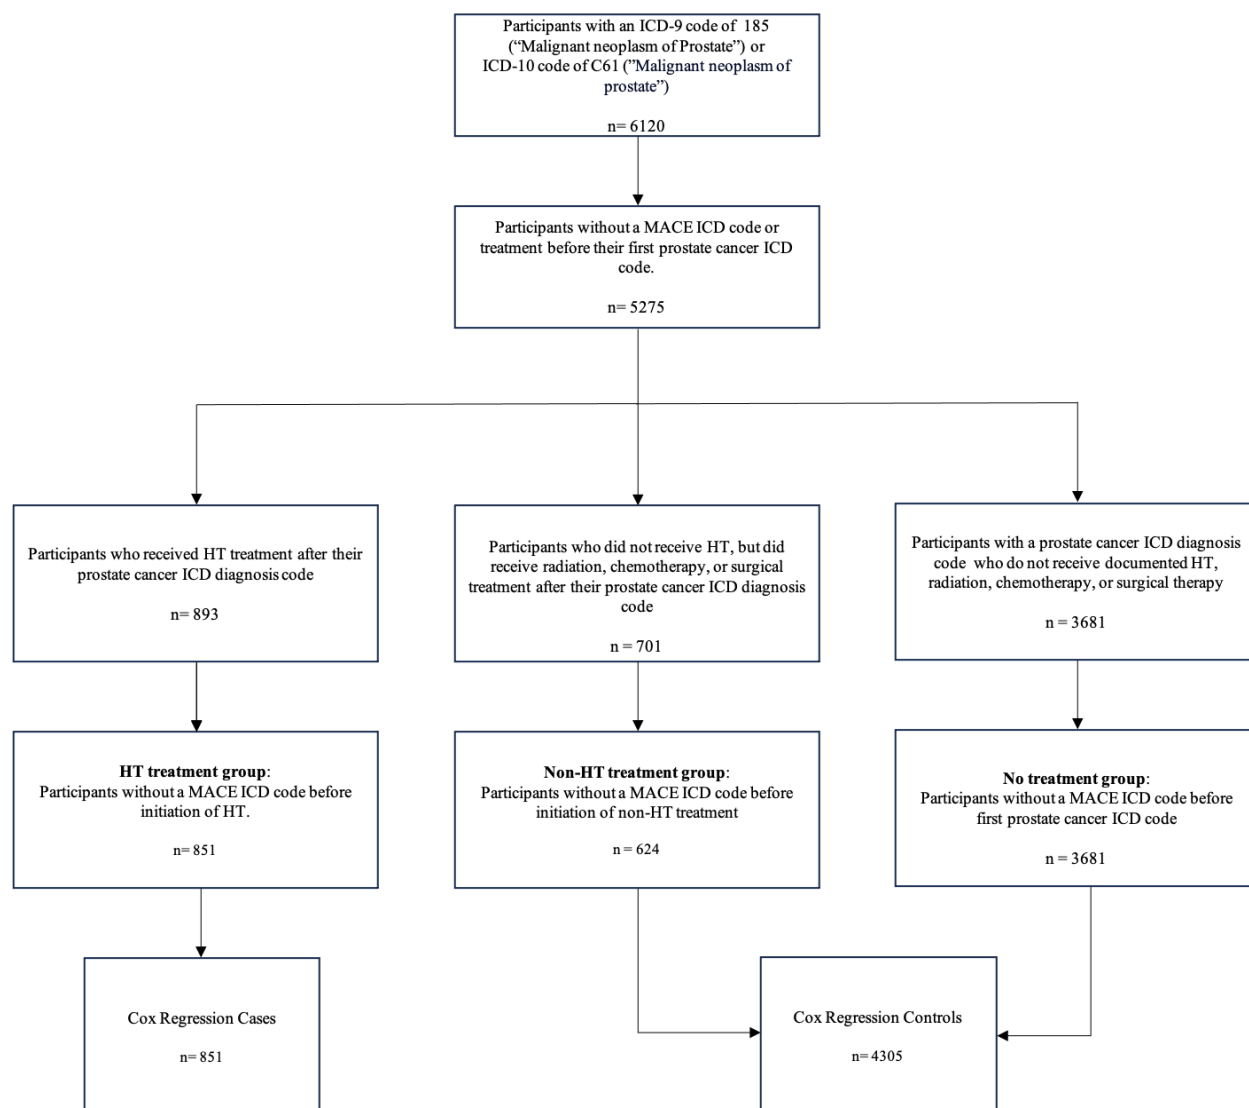 Participants with an ICD-9 code of 185
(“Malignant neoplasm of Prostate”) or
ICD-10 code of C61 (”Malignant neoplasm of
prostate”)
n= 6120
Participants without a MACE ICD code or
treatment before their first prostate cancer ICD
code.
n= 5275
Participants who received HT treatment after their
prostate cancer ICD diagnosis code
n= 893
Participants who did not receive HT, but did
receive radiation, chemotherapy, or surgical
treatment after their prostate cancer ICD diagnosis
code
n = 701
Participants with a prostate cancer ICD diagnosis
code who do not receive documented HT,
radiation, chemotherapy, or surgical therapy
n = 3681
HT treatment group:
Participants without a MACE ICD code before
initiation of HT.
n= 851
Non-HT treatment group:
Participants without a MACE ICD code before
initiation of non-HT treatment
n = 624
No treatment group:
Participants without a MACE ICD code before
first prostate cancer ICD code
n = 3681
Cox Regression Cases
n= 851
Cox Regression Controls
n= 4305